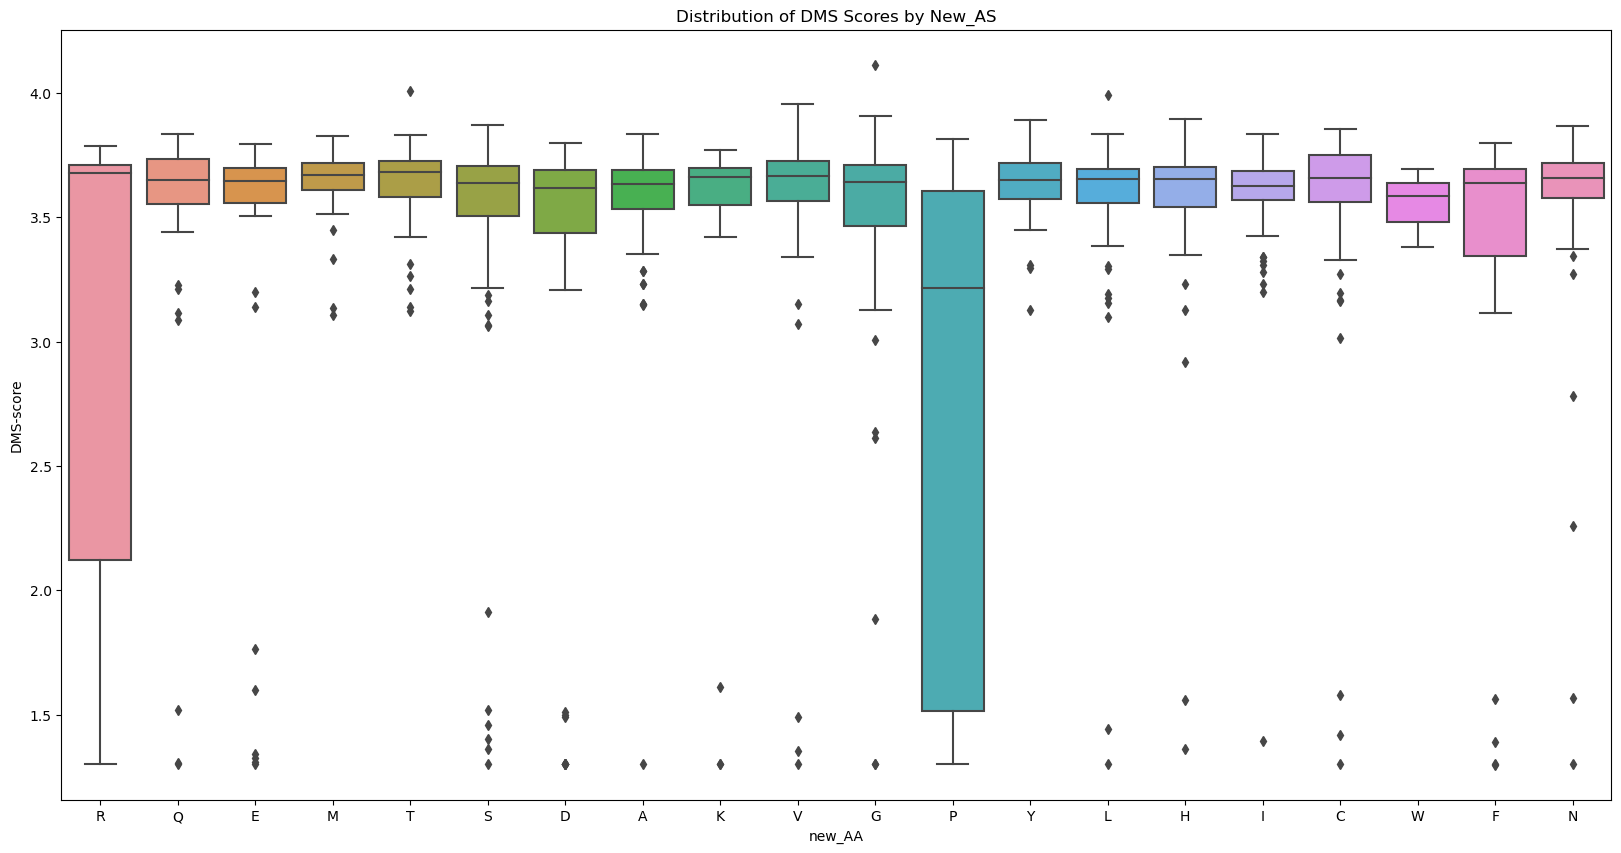 Distribution of DMS Scores by New_AS
DMS-score
4.0
3.5
3.0
2.5
2.0
1.5
R Q E M T S D A K V G P Y L H I C W F N
new_AA